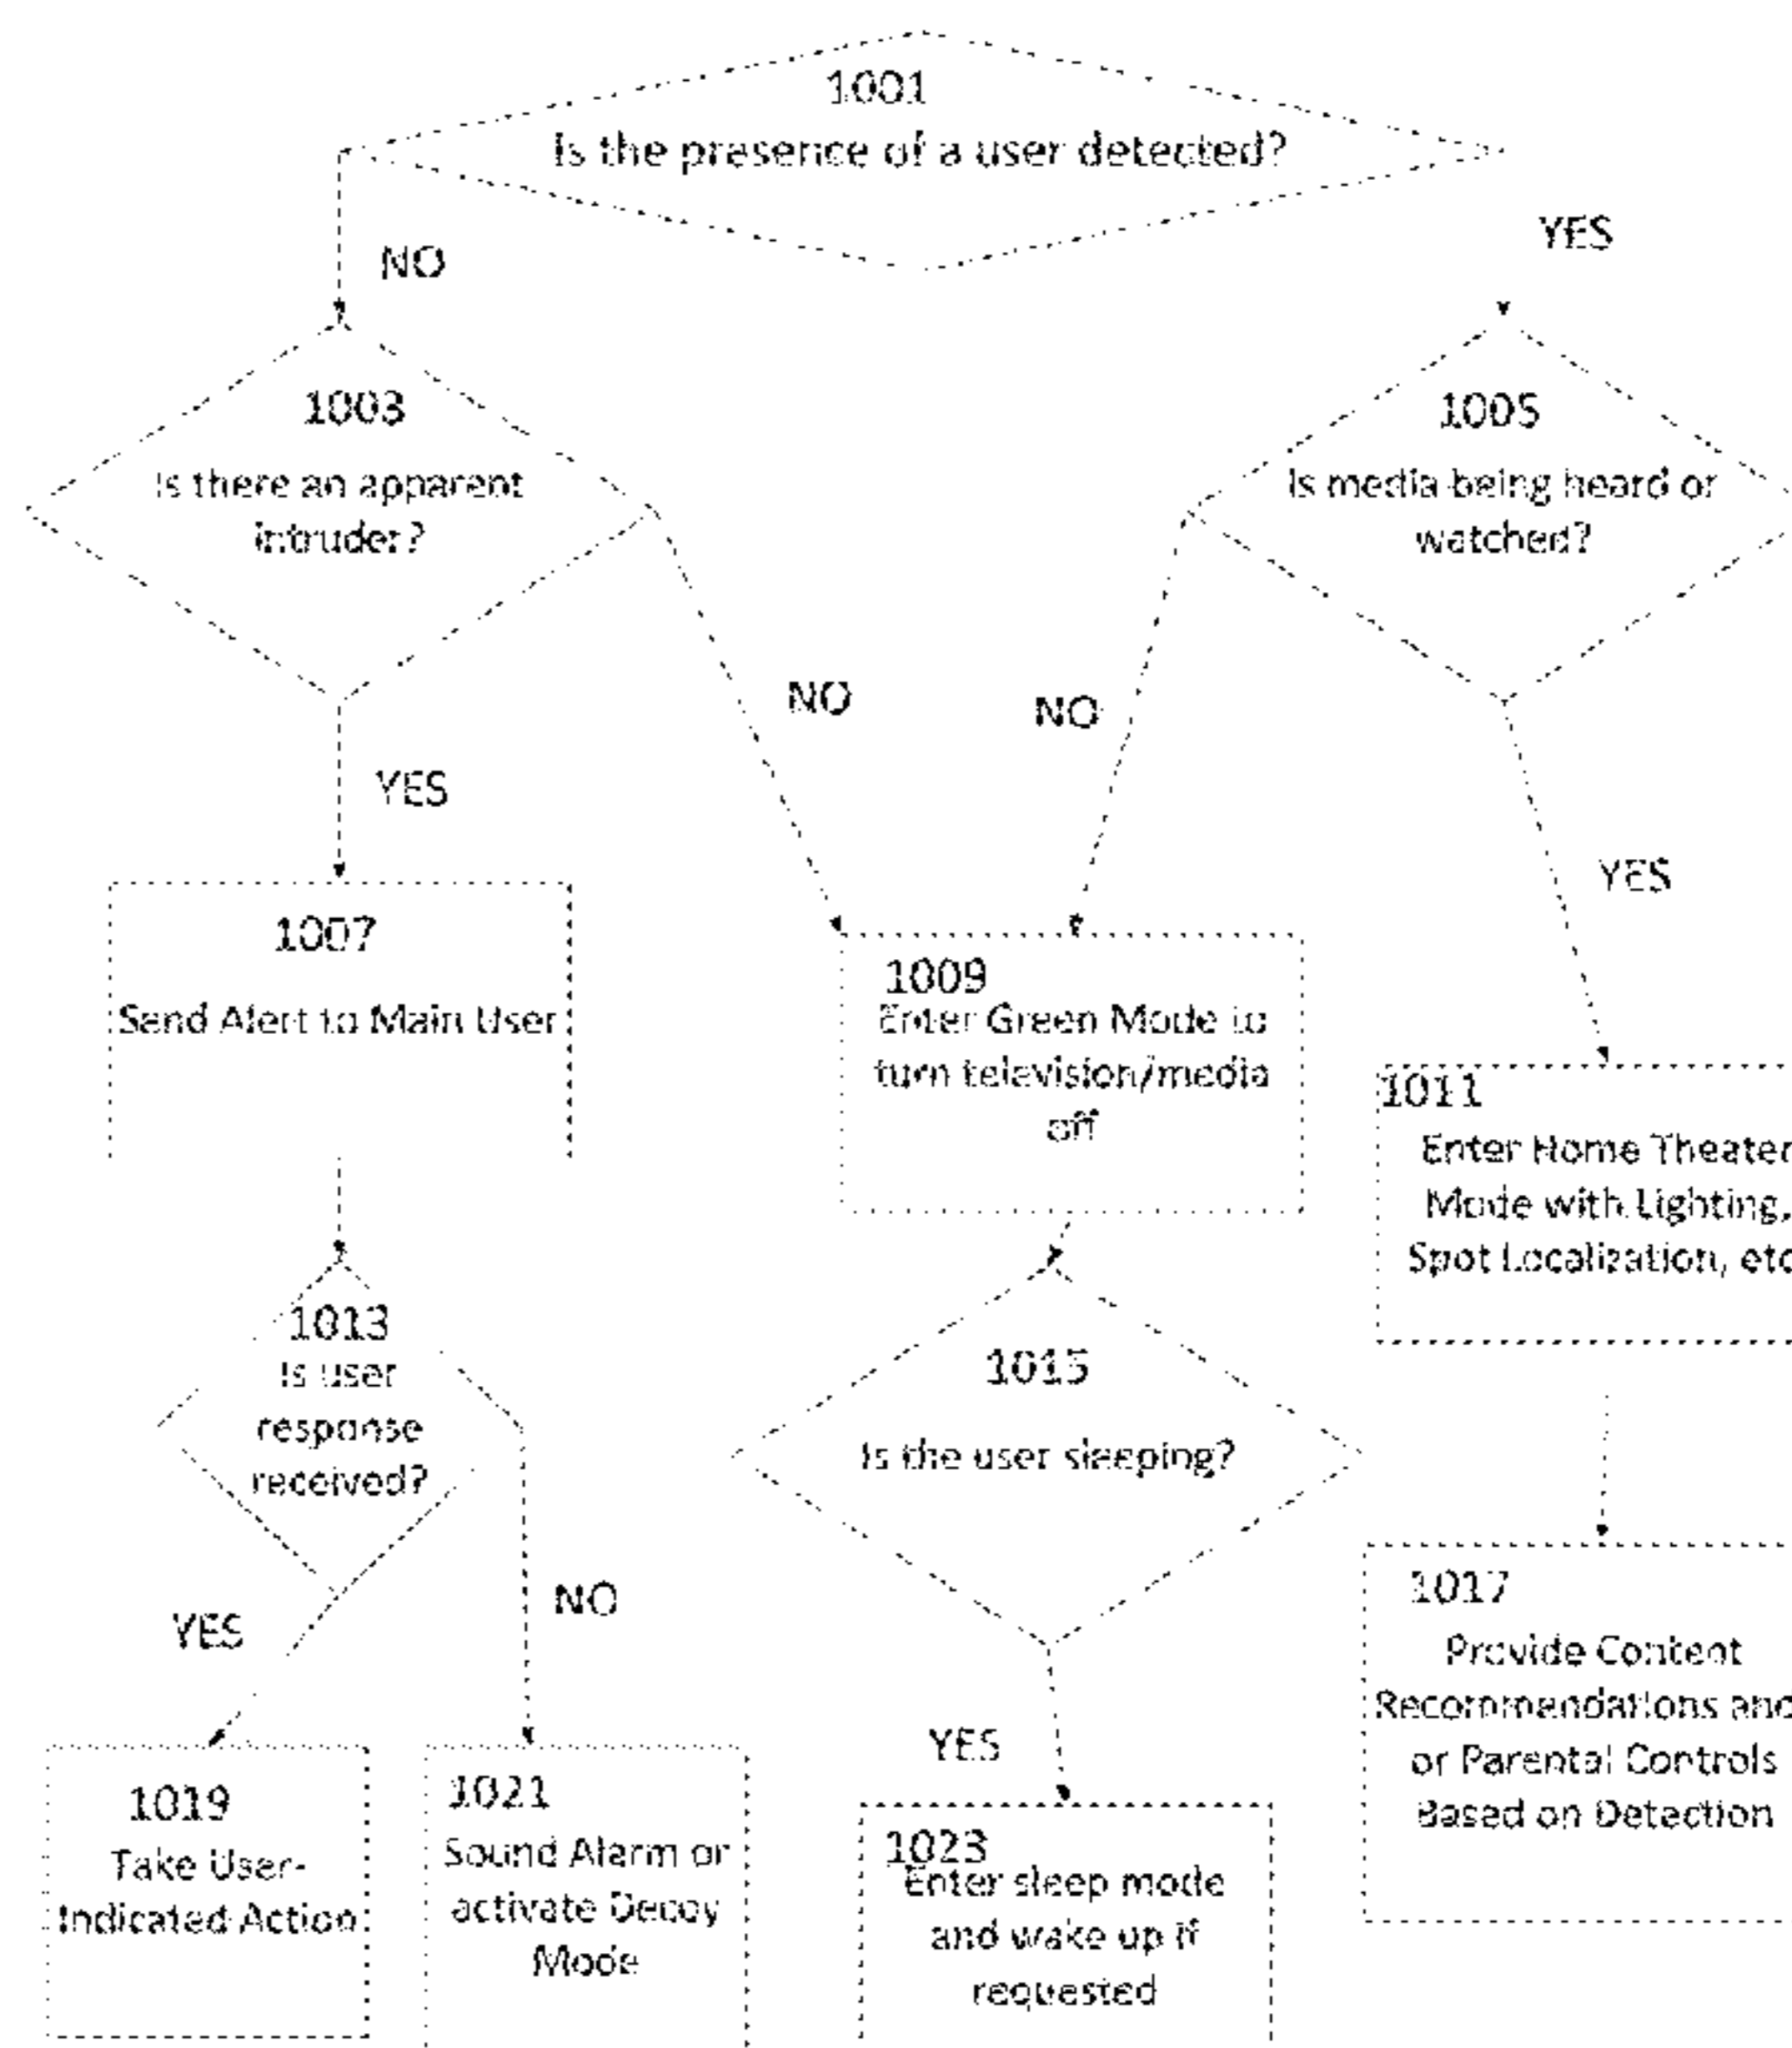 1001
Is the presence of a user detected?
NO
YES
1003
Is there an apparent
intruder?
1005
Is media being heard or
watched?
NO
NO
YES
YES
1007
Send Alert to Main User
1009
Enter Green Mode to
turn television/media
off
1011
Enter Home Theater
Mode with Lighting,
Spot Localization, etc
1013
Is user
response
received?
1015
Is the user sleeping?
YES
NO
1017
Provide Content
Recommendations and
or Parental Controls
Based on Detection
YES
1019
Take User-
Indicated Action
1021
Sound Alarm or
activate Decoy
Mode
1023
Enter sleep mode
and wake up if
requested